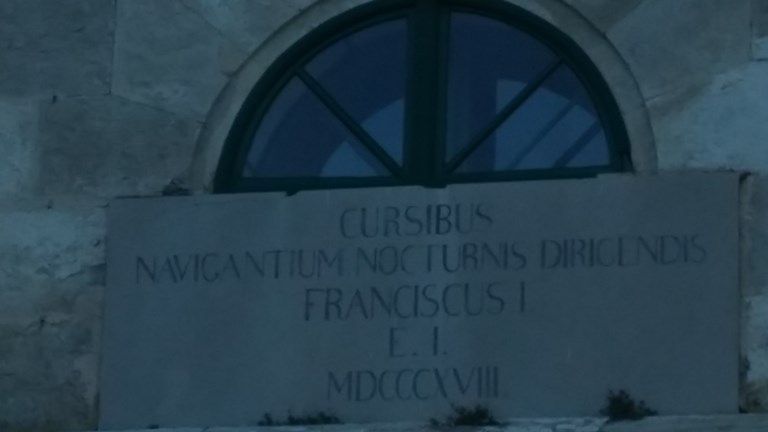 CURSIBUS
NAVIGANTIUM NOCTURNIS DIRIGENDIS
FRANCISCUS I
E. I.
MDCCCXVIII